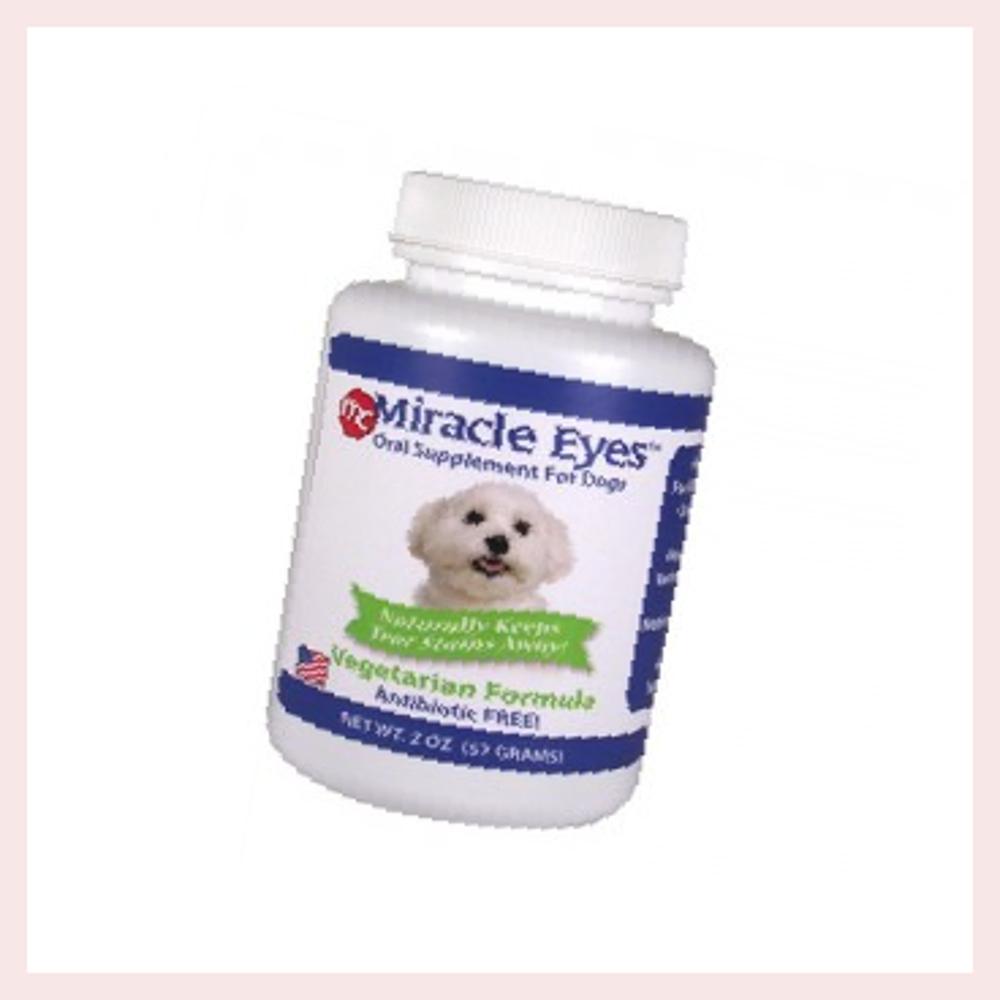 mc Miracle Eyes™
Oral Supplement For Dogs
Naturally Keeps
Tear Stains Away!
Vegetarian Formula
Antibiotic FREE!
NET WT. 2 OZ (57 GRAMS)